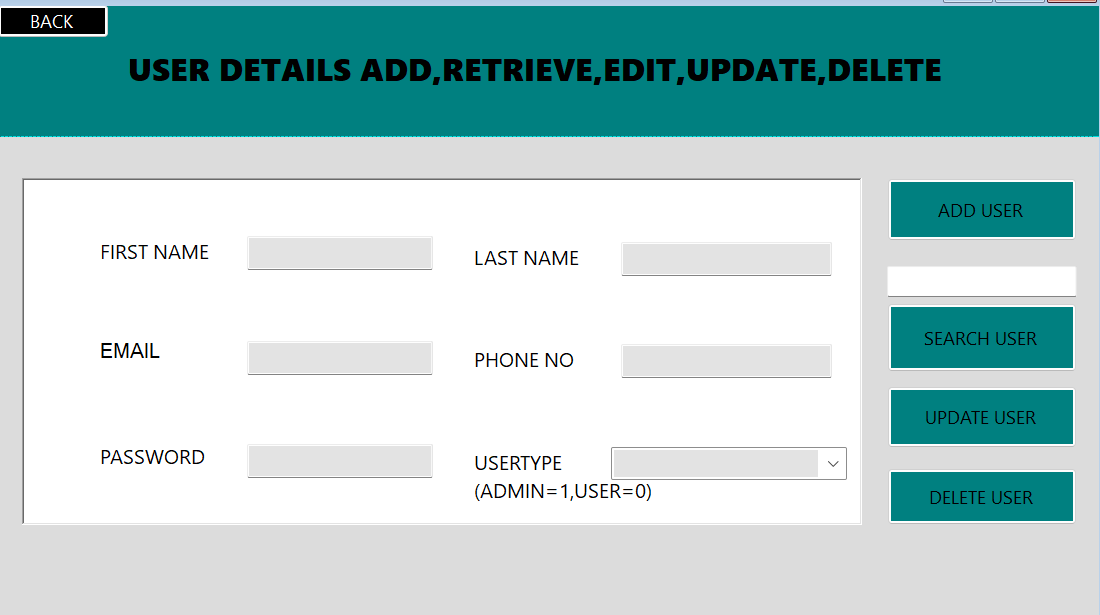 BACK
USER DETAILS ADD,RETRIEVE,EDIT,UPDATE,DELETE
FIRST NAME
LAST NAME
EMAIL
PHONE NO
PASSWORD
USERTYPE
(ADMIN=1,USER=0)
ADD USER
SEARCH USER
UPDATE USER
DELETE USER